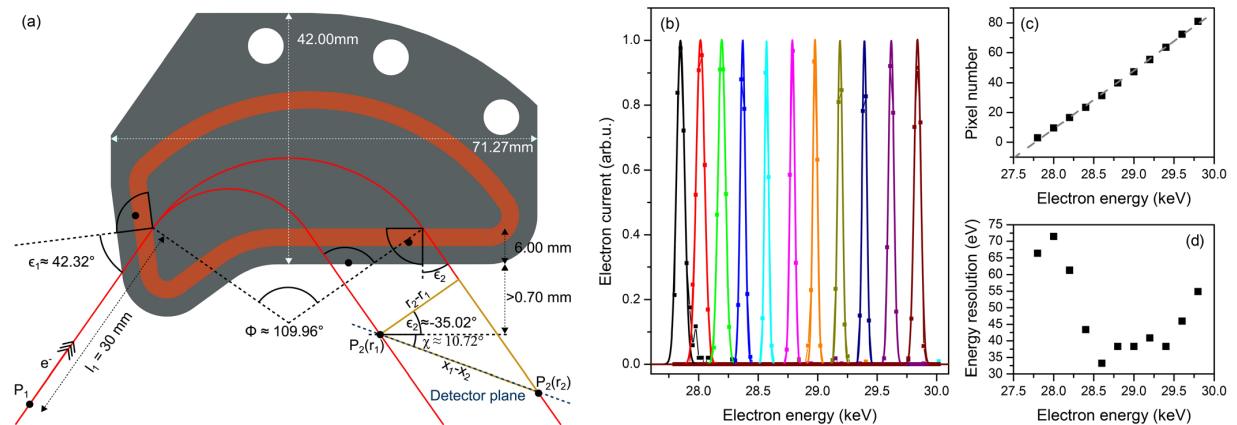 (a)
42.00mm
71.27mm
6.00 mm
>0.70 mm
ϵ₁≈ 42.32°
ϵ₂
Φ ≈ 109.96°
r₂-r₁
ϵ₂≈-35.02°
χ ≈ 10.72°
P₂(r₁)
x₁-x₂
P₂(r₂)
Detector plane
e⁻
l₁ = 30 mm
P₁
(b)
Electron current (arb.u.)
1.0
0.8
0.6
0.4
0.2
0.0
28.0 28.5 29.0 29.5 30.0
Electron energy (keV)
(c)
Pixel number
80
60
40
20
0
27.5 28.0 28.5 29.0 29.5 30.0
Electron energy (keV)
(d)
Energy resolution (eV)
75
70
65
60
55
50
45
40
35
30
27.5 28.0 28.5 29.0 29.5 30.0
Electron energy (keV)